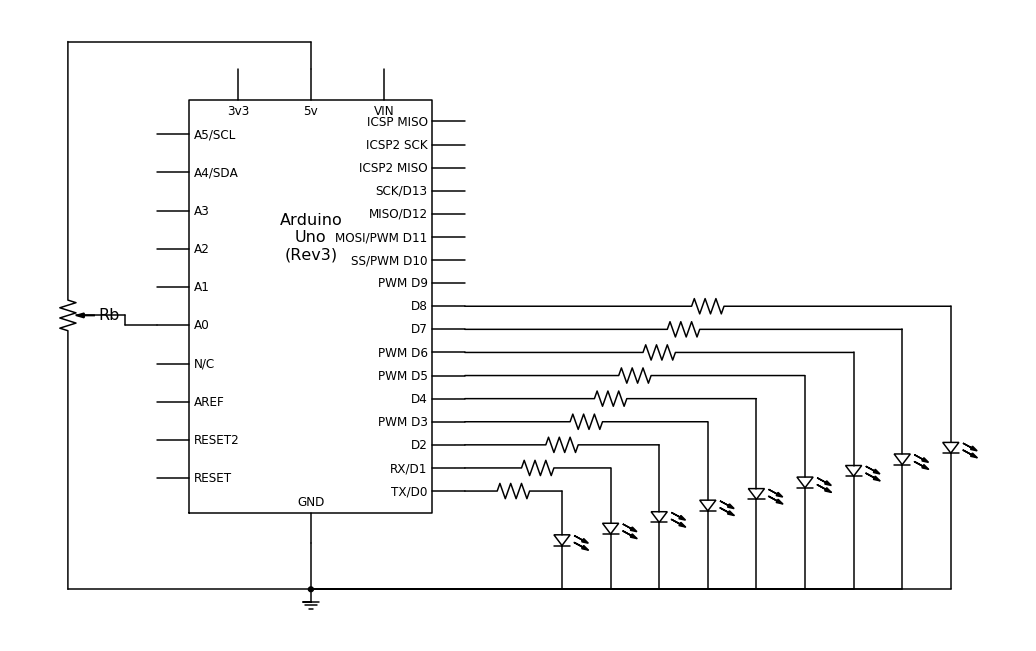 3v3 5v VIN
A5/SCL
A4/SDA
A3
A2
A1
A0
N/C
AREF
RESET2
RESET
Arduino
Uno
(Rev3)
ICSP MISO
ICSP2 SCK
ICSP2 MISO
SCK/D13
MISO/D12
MOSI/PWM D11
SS/PWM D10
PWM D9
D8
D7
PWM D6
PWM D5
D4
PWM D3
D2
RX/D1
TX/D0
GND
Rb